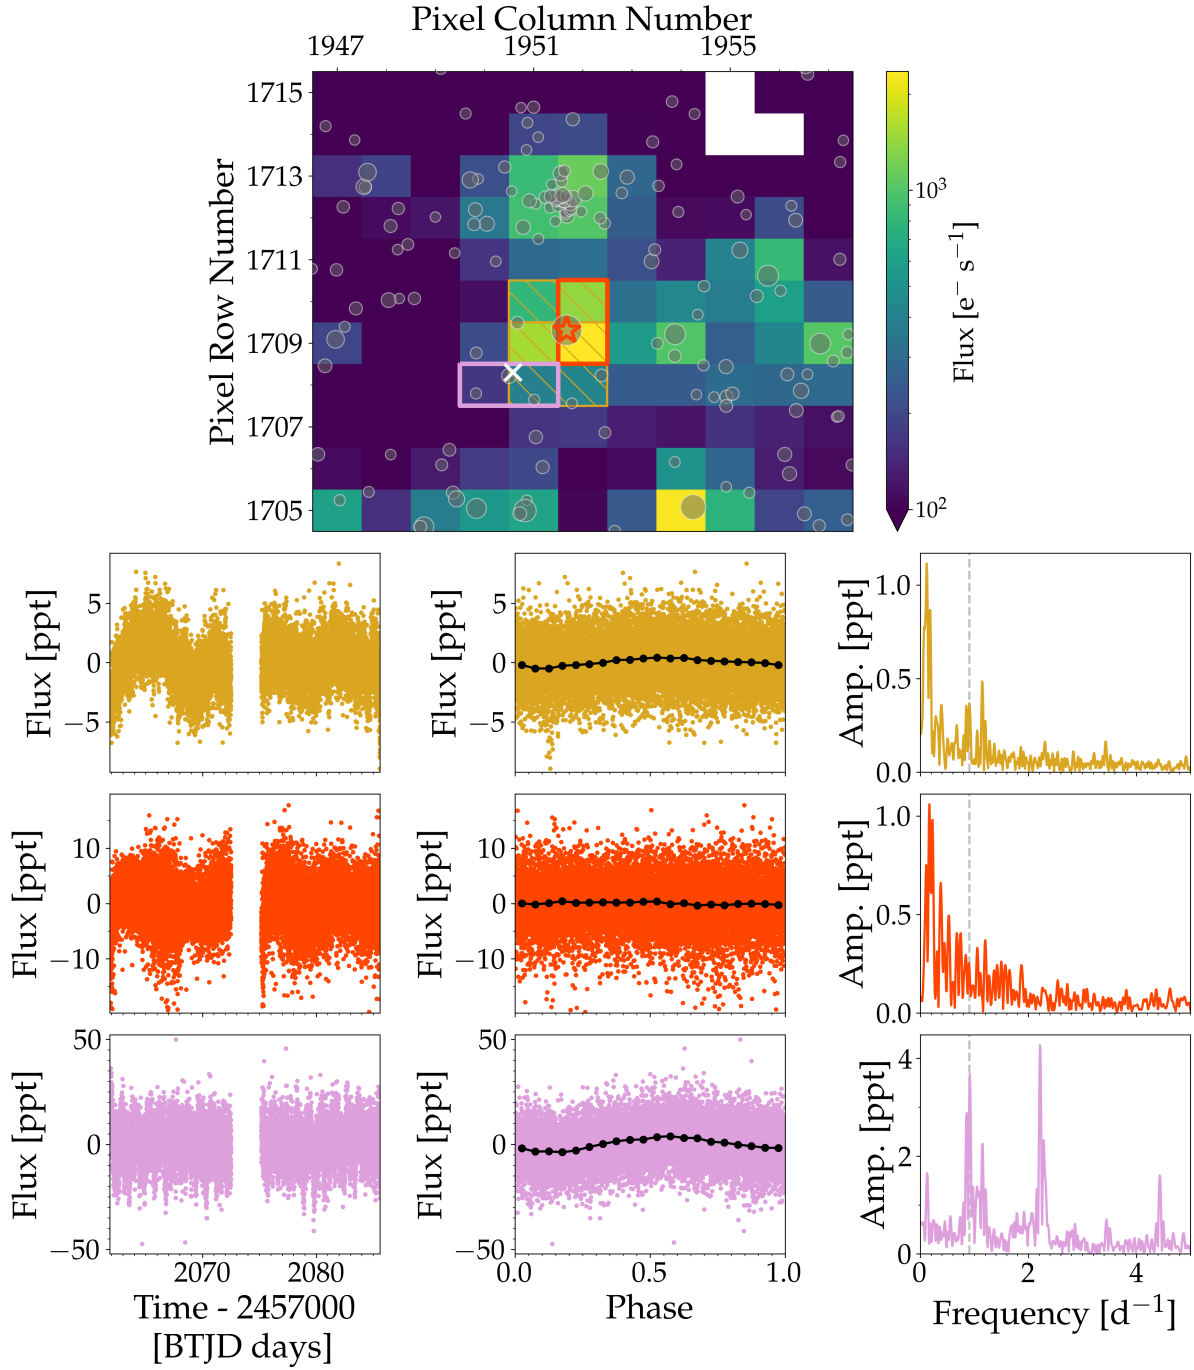 Pixel Column Number
1947 1951 1955
Pixel Row Number
1715
1713
1711
1709
1707
1705
Flux [e⁻ s⁻¹]
10³
10²
Flux [ppt]
5
0
−5
Flux [ppt]
5
0
−5
Amp. [ppt]
1.0
0.5
0.0
Flux [ppt]
10
0
−10
Flux [ppt]
10
0
−10
Amp. [ppt]
1.0
0.5
0.0
Flux [ppt]
50
0
−50
2070 2080
Time - 2457000
[BTJD days]
Flux [ppt]
50
0
−50
0.0 0.5 1.0
Phase
Amp. [ppt]
4
2
0
0 2 4
Frequency [d⁻¹]